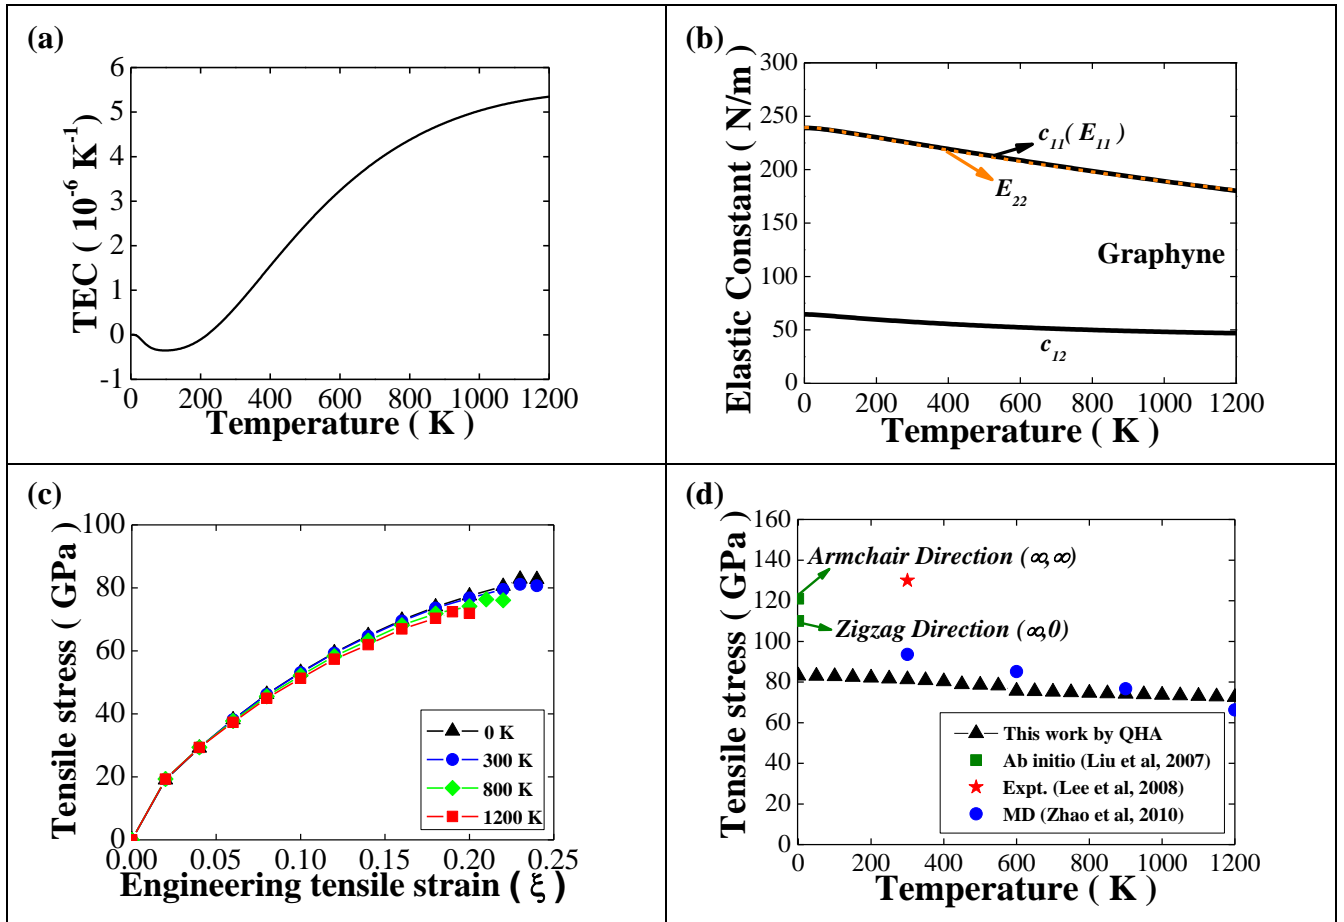 (a)
TEC ( 10-6 K-1)
6
5
4
3
2
1
0
-1
0 200 400 600 800 1000 1200
Temperature ( K )
(b)
Elastic Constant ( N/m )
300
250
200
150
100
50
0
c11( E11 )
E22
Graphyne
c12
0 200 400 600 800 1000 1200
Temperature ( K )
(c)
Tensile stress ( GPa )
100
80
60
40
20
0
0 K
300 K
800 K
1200 K
0.00 0.05 0.10 0.15 0.20 0.25
Engineering tensile strain ( ξ )
(d)
Tensile stress ( GPa )
160
140
120
100
80
60
40
20
0
Armchair Direction (∞,∞)
Zigzag Direction (∞,0)
This work by QHA
Ab initio (Liu et al, 2007)
Expt. (Lee et al, 2008)
MD (Zhao et al, 2010)
0 200 400 600 800 1000 1200
Temperature ( K )